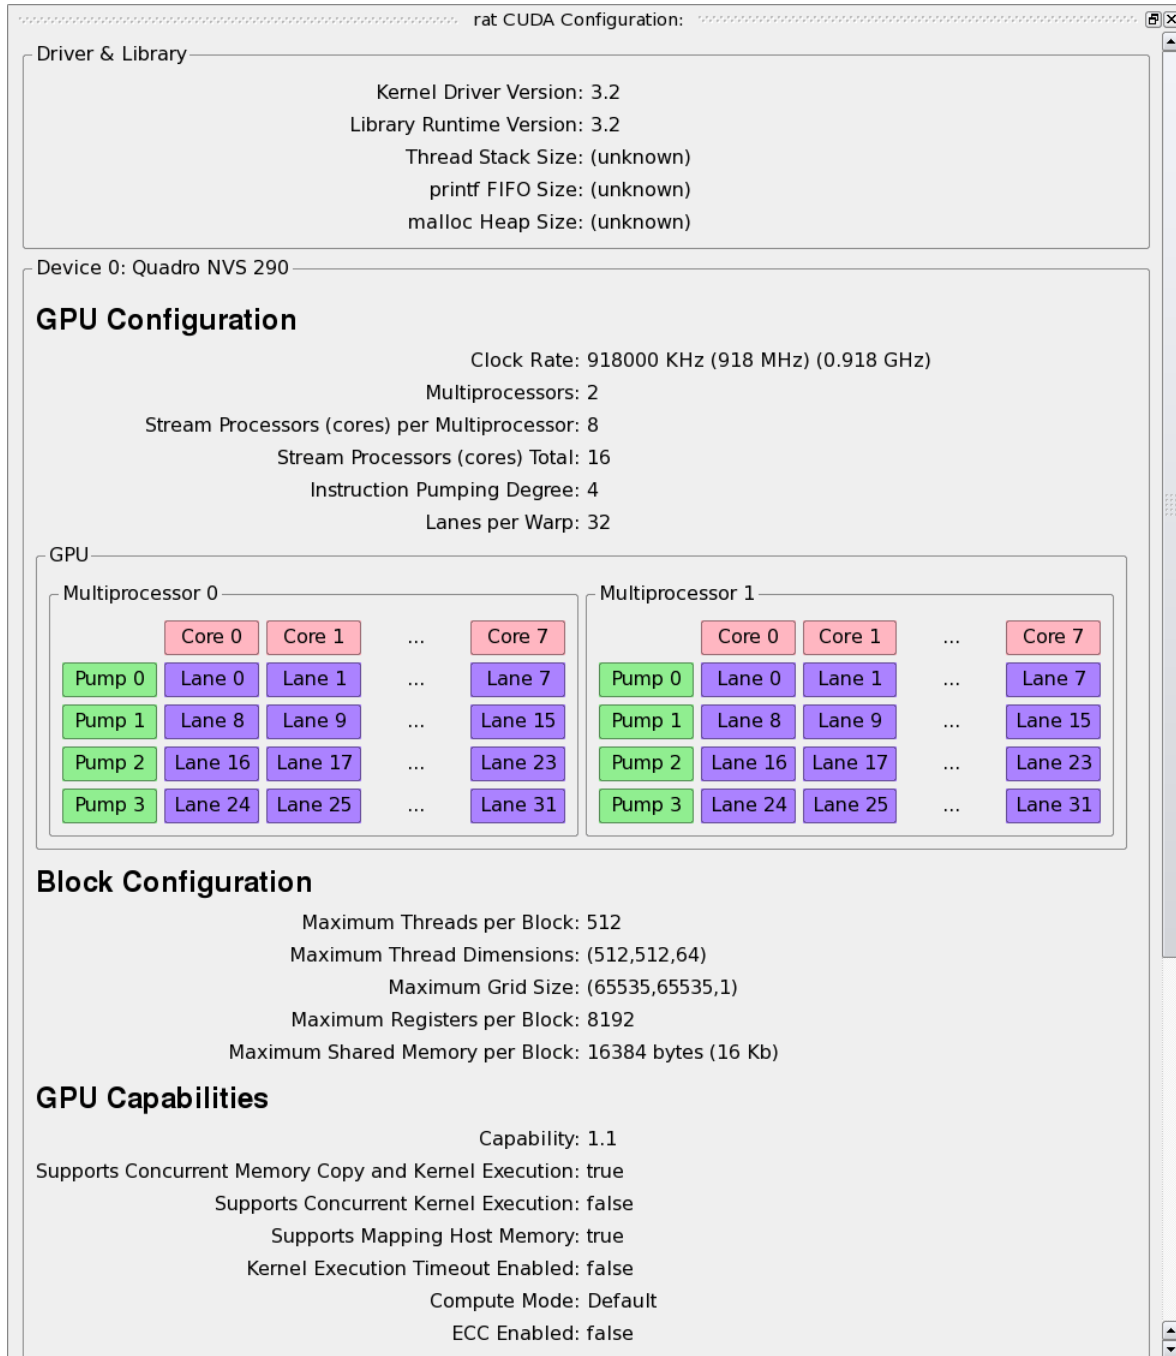 rat CUDA Configuration:
Driver & Library
Kernel Driver Version: 3.2
Library Runtime Version: 3.2
Thread Stack Size: (unknown)
printf FIFO Size: (unknown)
malloc Heap Size: (unknown)
Device 0: Quadro NVS 290
GPU Configuration
Clock Rate: 918000 KHz (918 MHz) (0.918 GHz)
Multiprocessors: 2
Stream Processors (cores) per Multiprocessor: 8
Stream Processors (cores) Total: 16
Instruction Pumping Degree: 4
Lanes per Warp: 32
GPU
Multiprocessor 0 Multiprocessor 1
Core 0 Core 1 ... Core 7 Core 0 Core 1 ... Core 7
Pump 0 Lane 0 Lane 1 ... Lane 7 Pump 0 Lane 0 Lane 1 ... Lane 7
Pump 1 Lane 8 Lane 9 ... Lane 15 Pump 1 Lane 8 Lane 9 ... Lane 15
Pump 2 Lane 16 Lane 17 ... Lane 23 Pump 2 Lane 16 Lane 17 ... Lane 23
Pump 3 Lane 24 Lane 25 ... Lane 31 Pump 3 Lane 24 Lane 25 ... Lane 31
Block Configuration
Maximum Threads per Block: 512
Maximum Thread Dimensions: (512,512,64)
Maximum Grid Size: (65535,65535,1)
Maximum Registers per Block: 8192
Maximum Shared Memory per Block: 16384 bytes (16 Kb)
GPU Capabilities
Capability: 1.1
Supports Concurrent Memory Copy and Kernel Execution: true
Supports Concurrent Kernel Execution: false
Supports Mapping Host Memory: true
Kernel Execution Timeout Enabled: false
Compute Mode: Default
ECC Enabled: false